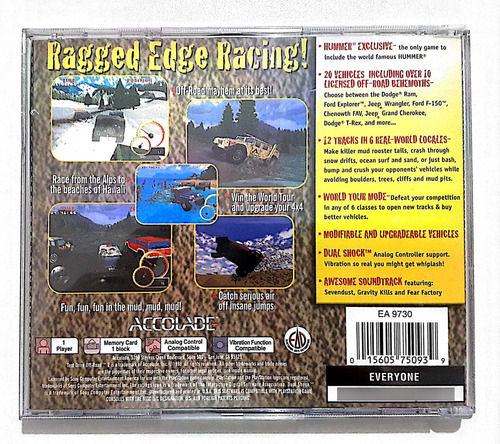 Ragged Edge Racing!
Off-Road mayhem at its best!
Race from the Alps to
the beaches of Hawaii
Win the World Tour
and upgrade your 4x4
Fun, fun, fun in the mud, mud, mud!
Catch serious air
off insane jumps
• HUMMER® EXCLUSIVE- the only game to
include the world famous HUMMER®
• 20 VEHICLES INCLUDING OVER 10
LICENSED OFF-ROAD BEHEMOTHS-
Choose between the Dodge® Ram,
Ford Explorer™, Jeep® Wrangler, Ford F-150™,
Chenowth FAV, Jeep® Grand Cherokee,
Dodge® T-Rex, and more...
• 12 TRACKS IN 6 REAL-WORLD LOCALES-
Make killer mud rooster tails, crash through
snow drifts, ocean surf and sand, or just bash,
bump and crush your opponents' vehicles while
avoiding boulders, trees, cliffs and mud pits.
• WORLD TOUR MODE-Defeat your competition
in any of 6 classes to open new tracks & buy
better vehicles.
• MODIFIABLE AND UPGRADEABLE VEHICLES
• DUAL SHOCK™ Analog Controller support.
Vibration so real you might get whiplash!
• AWESOME SOUNDTRACK featuring:
Sevendust, Gravity Kills and Fear Factory
ACCOLADE
1
Player
Memory Card
1 block
Analog Control
Compatible
Vibration Function
Compatible
EA 9730
0 15605 75093 9
EVERYONE